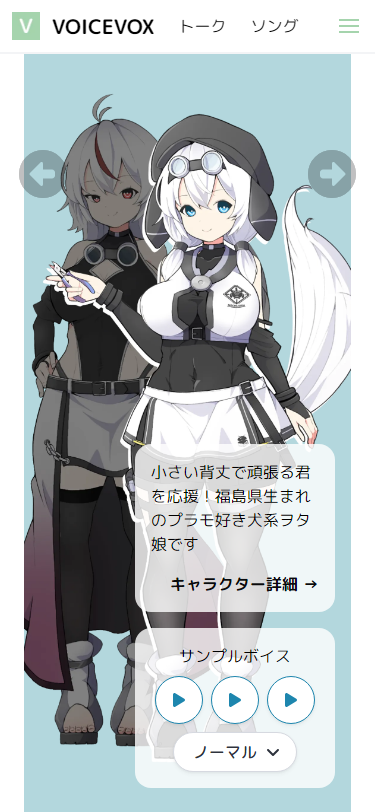 V VOICEVOX トーク ソング
小さい背丈で頑張る君
を応援！福島県生まれ
のプラモ好き犬系ヲタ
娘です
キャラクター詳細 →
サンプルボイス
ノーマル